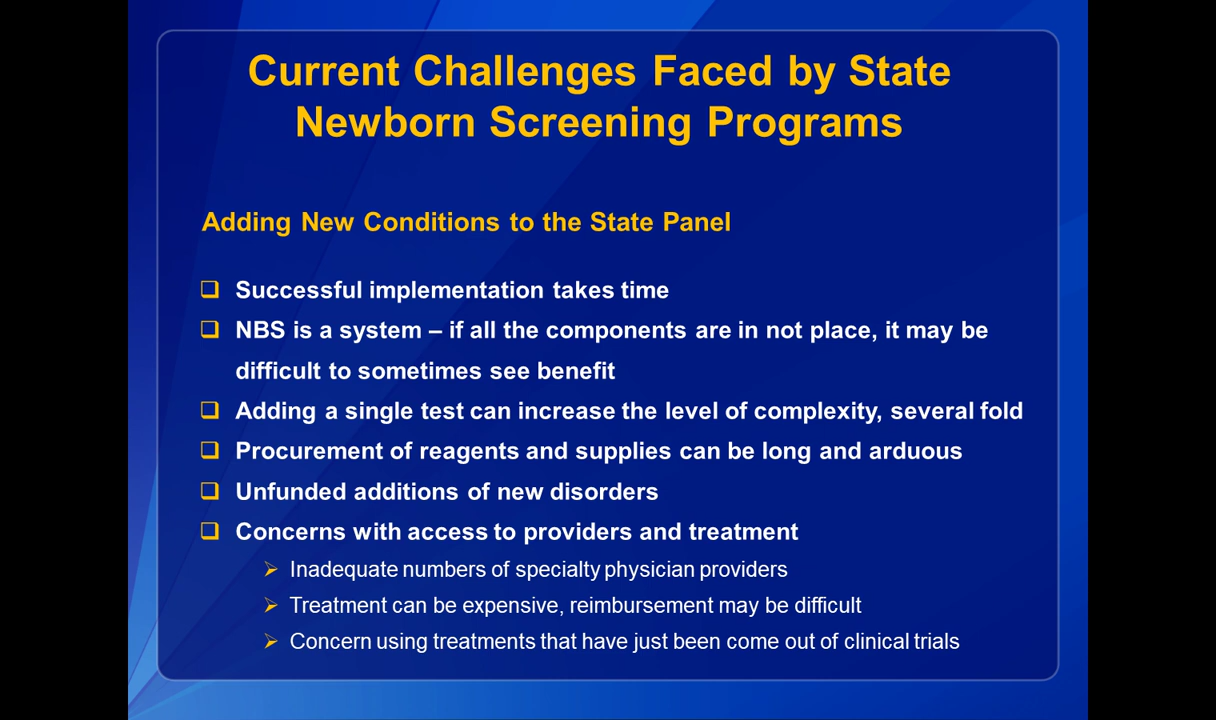 Current Challenges Faced by State
Newborn Screening Programs
Adding New Conditions to the State Panel
❑ Successful implementation takes time
❑ NBS is a system – if all the components are in not place, it may be
difficult to sometimes see benefit
❑ Adding a single test can increase the level of complexity, several fold
❑ Procurement of reagents and supplies can be long and arduous
❑ Unfunded additions of new disorders
❑ Concerns with access to providers and treatment
➢ Inadequate numbers of specialty physician providers
➢ Treatment can be expensive, reimbursement may be difficult
➢ Concern using treatments that have just been come out of clinical trials